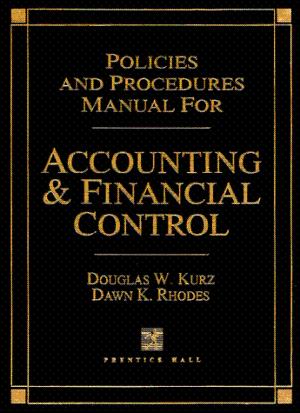 POLICIES
AND PROCEDURES
MANUAL FOR
ACCOUNTING
& FINANCIAL
CONTROL
DOUGLAS W. KURZ
DAWN K. RHODES
PRENTICE HALL